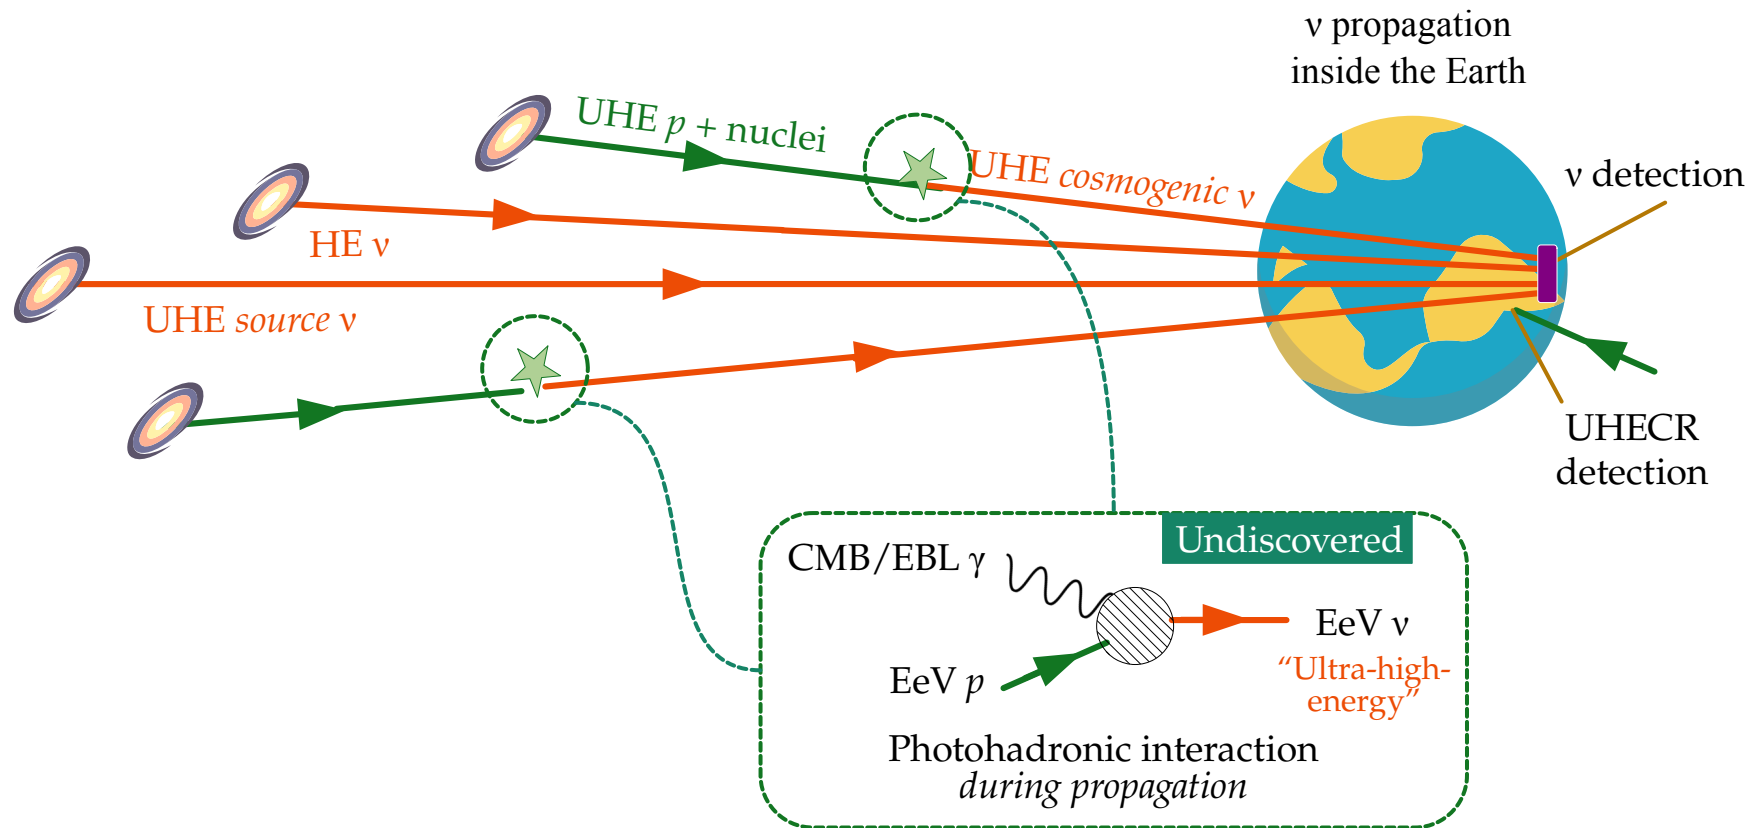 ν propagation
inside the Earth
UHE p + nuclei
UHE cosmogenic ν
ν detection
HE ν
UHE source ν
UHECR
detection
Undiscovered
CMB/EBL γ
EeV ν
EeV p
“Ultra-high-
energy”
Photohadronic interaction
during propagation